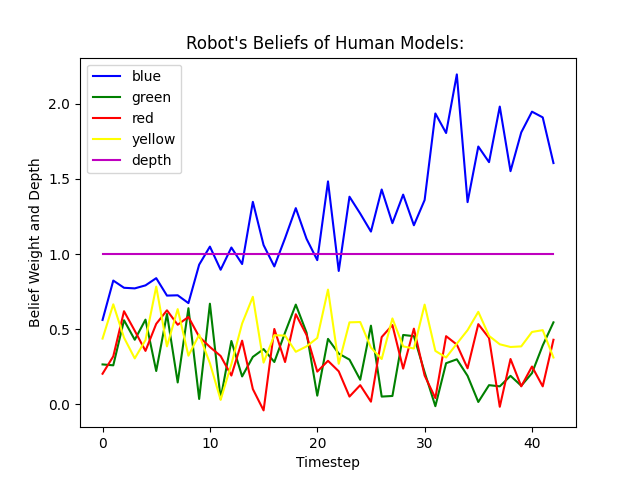 Robot's Beliefs of Human Models:
blue
green
red
yellow
depth
Belief Weight and Depth
2.0
1.5
1.0
0.5
0.0
0 10 20 30 40
Timestep